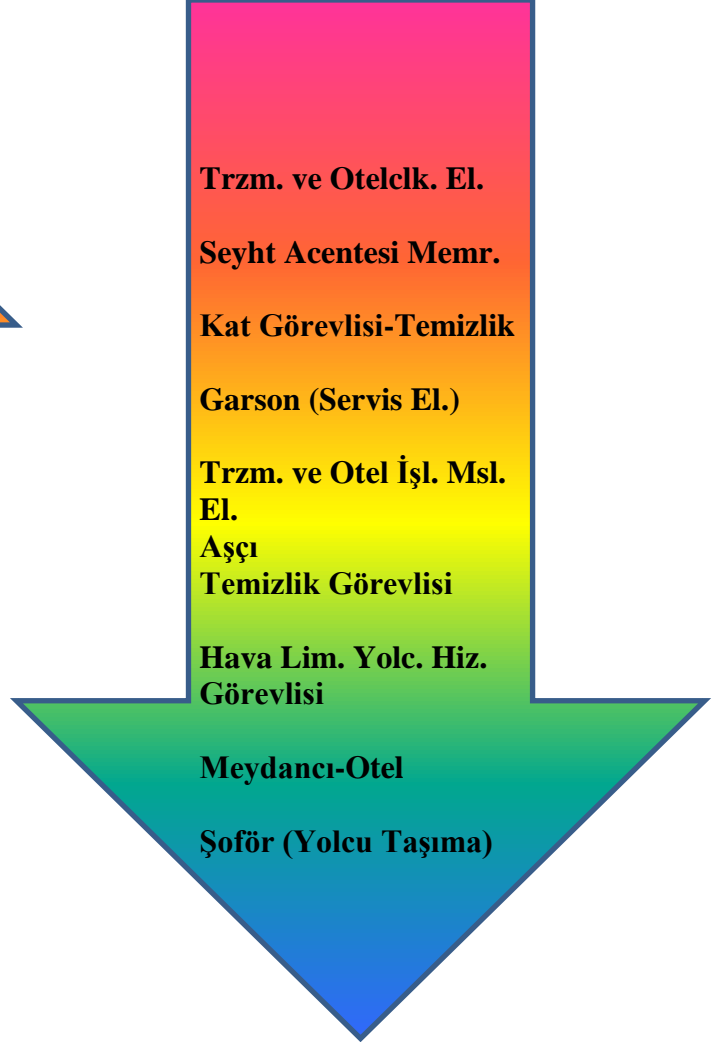 Trzm. ve Otelclk. El.
Seyht Acentesi Memr.
Kat Görevlisi-Temizlik
Garson (Servis El.)
Trzm. ve Otel İşl. Msl.
El.
Aşçı
Temizlik Görevlisi
Hava Lim. Yolc. Hiz.
Görevlisi
Meydancı-Otel
Şoför (Yolcu Taşıma)